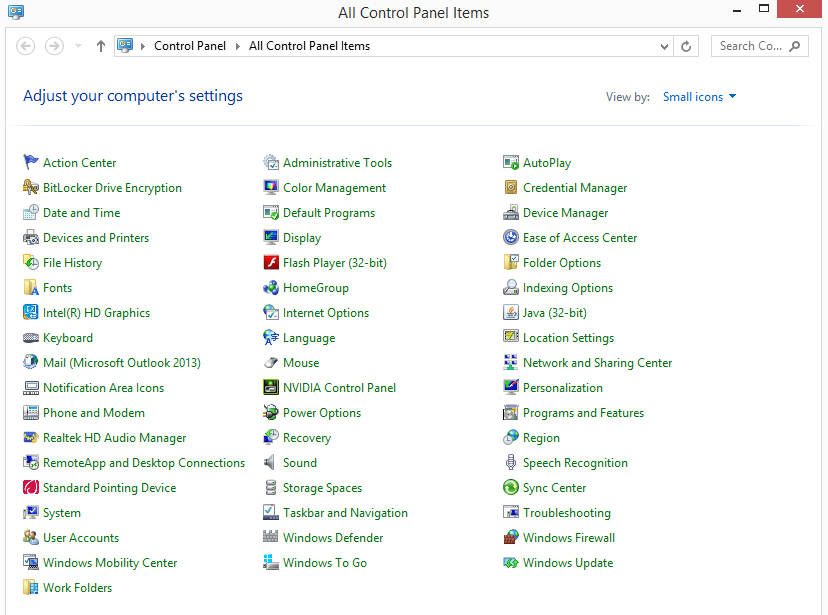 All Control Panel Items
Control Panel All Control Panel Items Search Co...
Adjust your computer's settings View by: Small icons
Action Center Administrative Tools AutoPlay
BitLocker Drive Encryption Color Management Credential Manager
Date and Time Default Programs Device Manager
Devices and Printers Display Ease of Access Center
File History Flash Player (32-bit) Folder Options
Fonts HomeGroup Indexing Options
Intel(R) HD Graphics Internet Options Java (32-bit)
Keyboard Language Location Settings
Mail (Microsoft Outlook 2013) Mouse Network and Sharing Center
Notification Area Icons NVIDIA Control Panel Personalization
Phone and Modem Power Options Programs and Features
Realtek HD Audio Manager Recovery Region
RemoteApp and Desktop Connections Sound Speech Recognition
Standard Pointing Device Storage Spaces Sync Center
System Taskbar and Navigation Troubleshooting
User Accounts Windows Defender Windows Firewall
Windows Mobility Center Windows To Go Windows Update
Work Folders